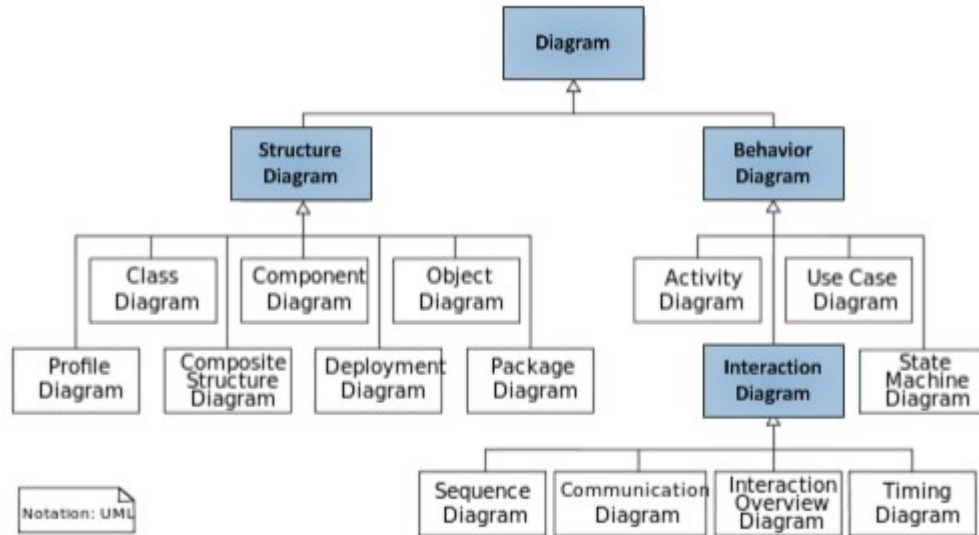 Diagram
Structure
Diagram
Behavior
Diagram
Class
Diagram
Component
Diagram
Object
Diagram
Activity
Diagram
Use Case
Diagram
Profile
Diagram
Composite
Structure
Diagram
Deployment
Diagram
Package
Diagram
Interaction
Diagram
State
Machine
Diagram
Sequence
Diagram
Communication
Diagram
Interaction
Overview
Diagram
Timing
Diagram
Notation: UML